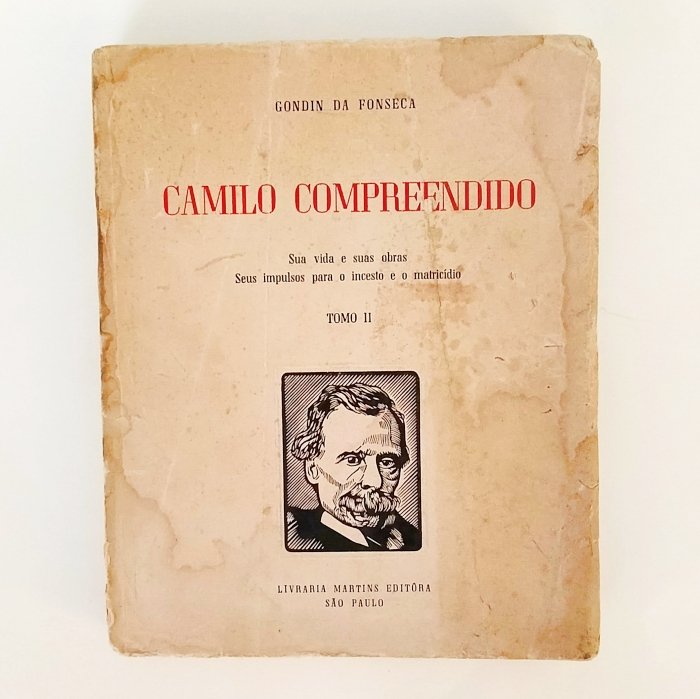 GONDIN DA FONSECA
CAMILO COMPREENDIDO
Sua vida e suas obras
Seus impulsos para o incesto e o matricídio
TOMO II
LIVRARIA MARTINS EDITÔRA
SÃO PAULO